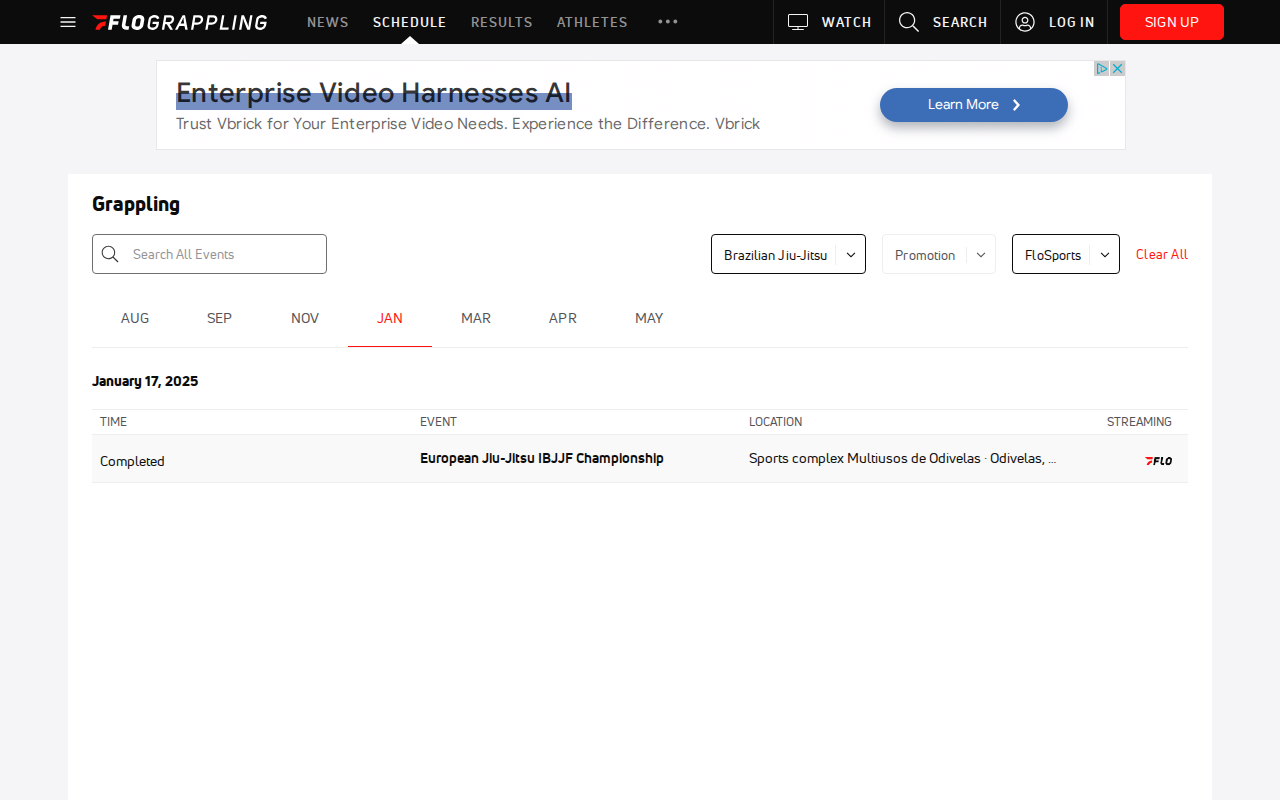 FLOGRAPPLING NEWS SCHEDULE RESULTS ATHLETES WATCH SEARCH LOG IN SIGN UP
Enterprise Video Harnesses AI
Trust Vbrick for Your Enterprise Video Needs. Experience the Difference. Vbrick
Learn More
Grappling
Search All Events Brazilian Jiu-Jitsu Promotion FloSports Clear All
AUG SEP NOV JAN MAR APR MAY
January 17, 2025
TIME EVENT LOCATION STREAMING
Completed European Jiu-Jitsu IBJJF Championship Sports complex Multiusos de Odivelas · Odivelas, ... FLO